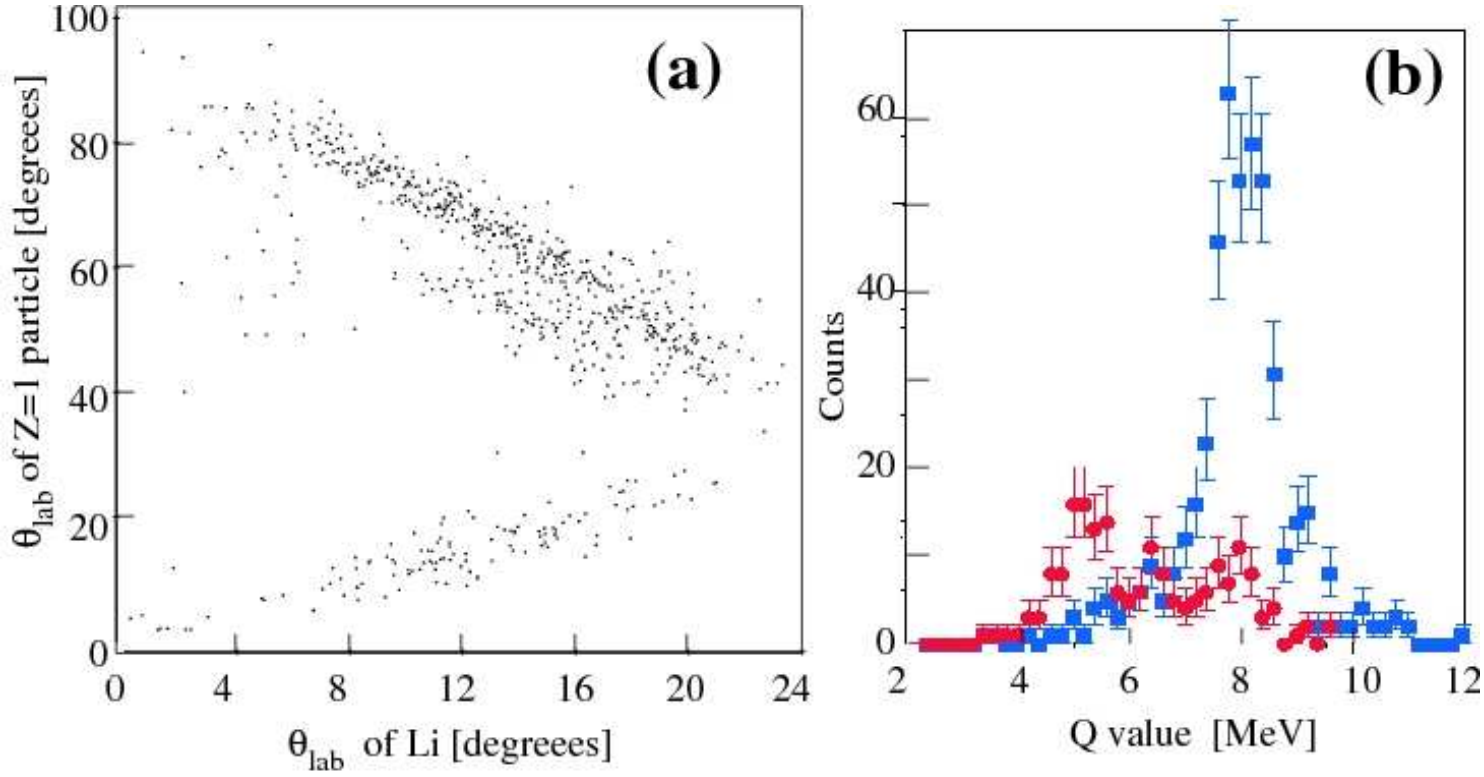 (a)
100
80
60
40
20
0
θlab of Z=1 particle [degreees]
0 4 8 12 16 20 24
θlab of Li [degreees]
(b)
60
40
20
0
Counts
2 4 6 8 10 12
Q value [MeV]